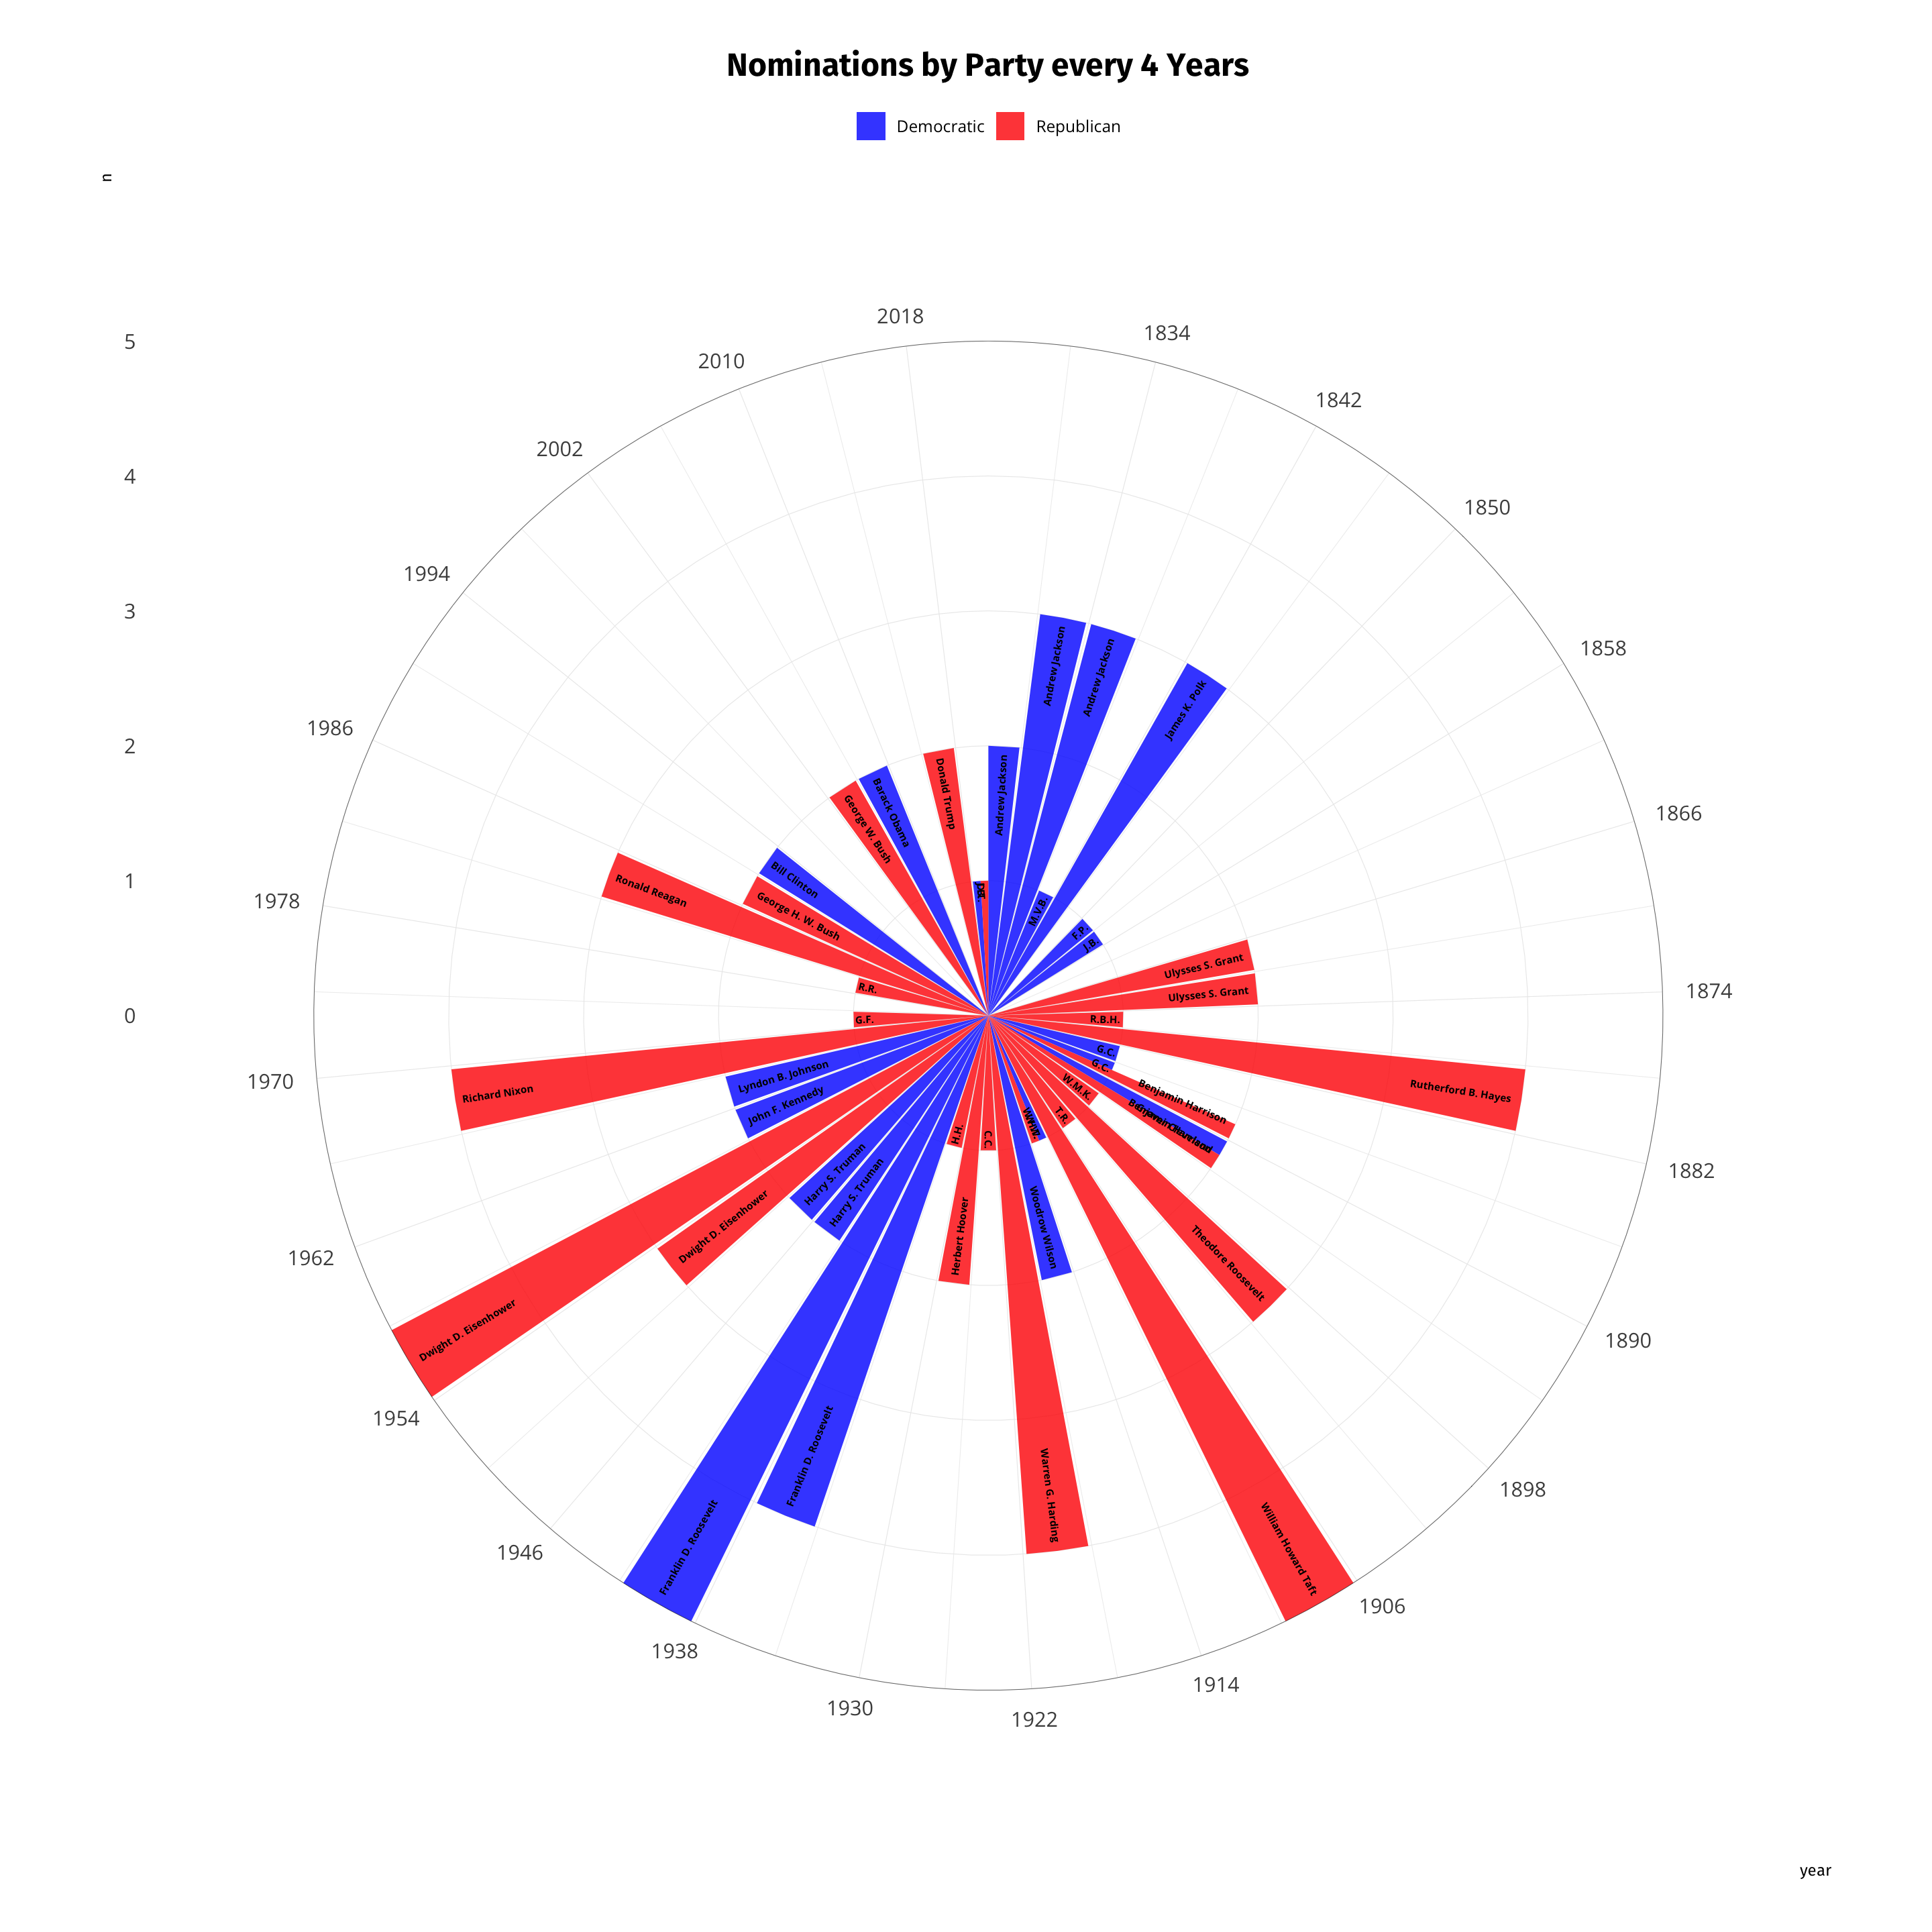 Nominations by Party every 4 Years
Democratic
Republican
n
5
4
3
2
1
0
1834
1842
1850
1858
1866
1874
1882
1890
1898
1906
1914
1922
1930
1938
1946
1954
1962
1970
1978
1986
1994
2002
2010
2018
Andrew Jackson
Andrew Jackson
Andrew Jackson
M.V.B.
James K. Polk
F.P.
J.B.
Ulysses S. Grant
Ulysses S. Grant
R.B.H.
Rutherford B. Hayes
G.C.
G.C.
Benjamin Harrison
W.M.K.
Theodore Roosevelt
T.R.
William Howard Taft
Woodrow Wilson
Warren G. Harding
C.C.
Herbert Hoover
H.H.
Franklin D. Roosevelt
Franklin D. Roosevelt
Harry S. Truman
Harry S. Truman
Dwight D. Eisenhower
Dwight D. Eisenhower
John F. Kennedy
Lyndon B. Johnson
Richard Nixon
G.F.
R.R.
Ronald Reagan
George H. W. Bush
Bill Clinton
George W. Bush
Barack Obama
Donald Trump
year